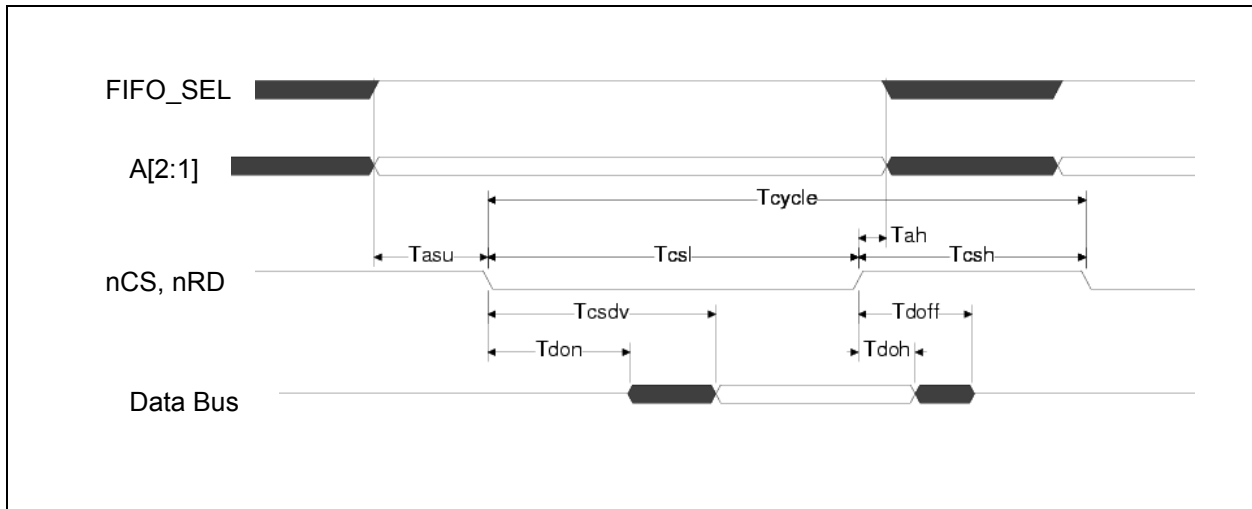 FIFO_SEL
A[2:1]
Tcycle
Tah
Tasu
Tcsl
Tcsh
nCS, nRD
Tcsdv
Tdoff
Tdon
Tdoh
Data Bus